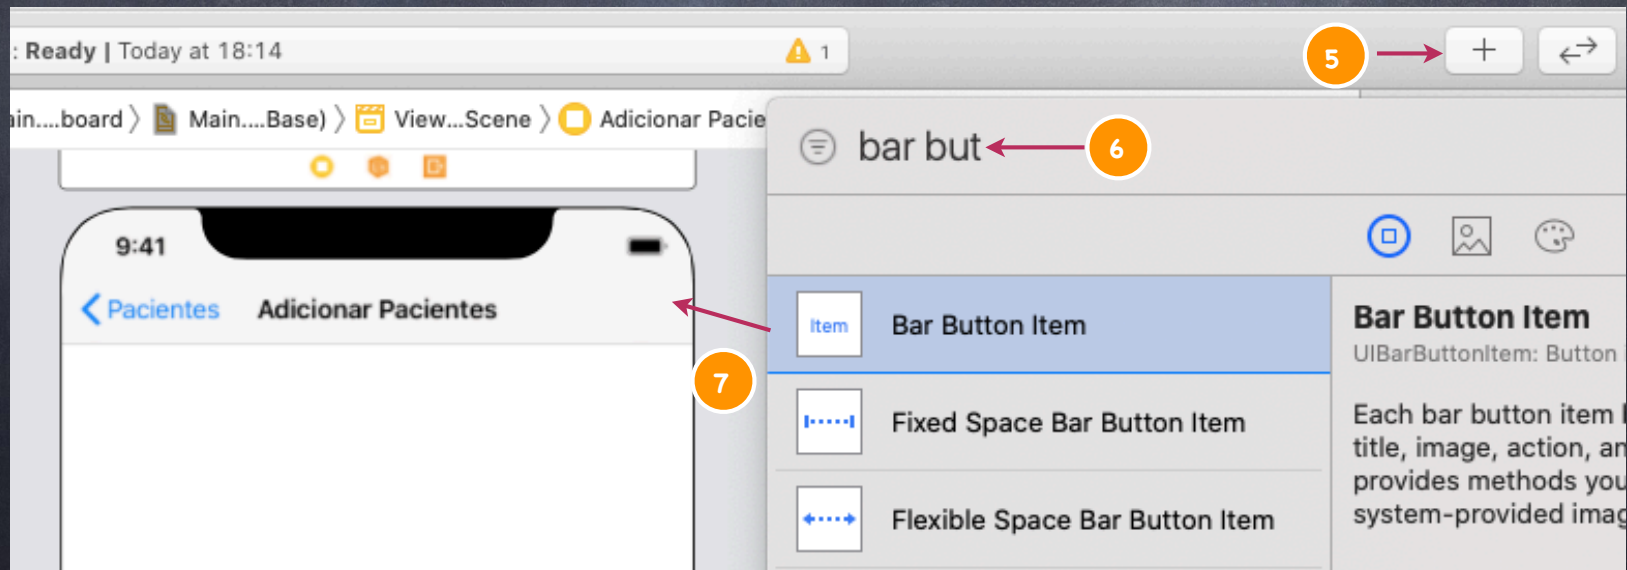 : Ready | Today at 18:14
1
5
ain....board
Main....Base)
View...Scene
Adicionar Pacie
bar but
6
9:41
Pacientes
Adicionar Pacientes
7
Item
Bar Button Item
Fixed Space Bar Button Item
Flexible Space Bar Button Item
Bar Button Item
UIBarButtonItem: Button
Each bar button item
title, image, action, an
provides methods you
system-provided imag